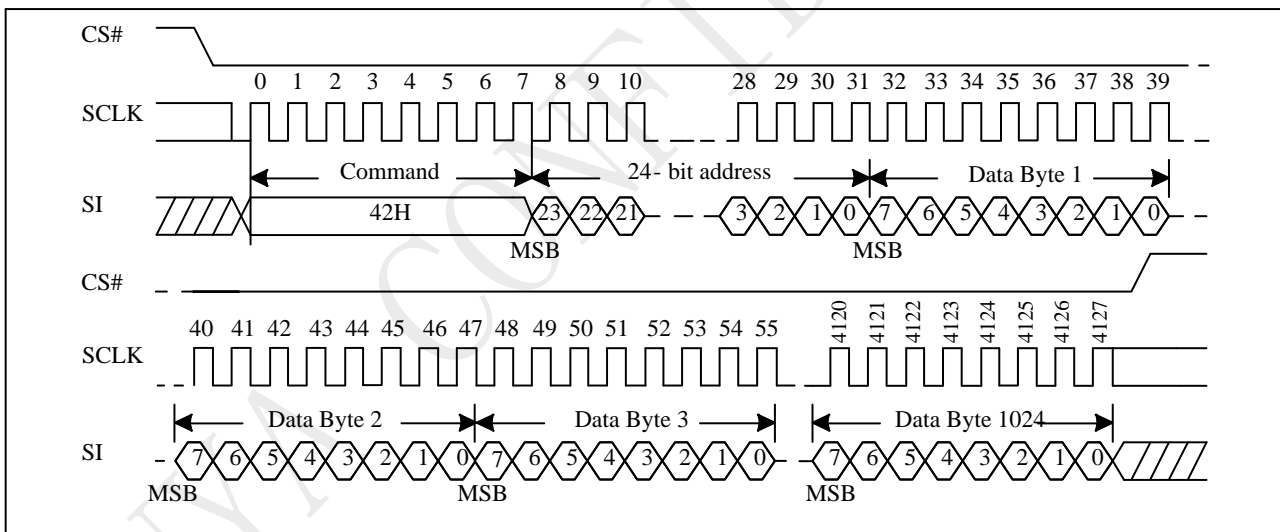 CS#
0 1 2 3 4 5 6 7 8 9 10 28 29 30 31 32 33 34 35 36 37 38 39
SCLK
Command 24- bit address Data Byte 1
SI 42H 23 22 21 3 2 1 0 7 6 5 4 3 2 1 0
MSB MSB
CS#
40 41 42 43 44 45 46 47 48 49 50 51 52 53 54 55 4120 4121 4122 4123 4124 4125 4126 4127
SCLK
Data Byte 2 Data Byte 3 Data Byte 1024
SI 7 6 5 4 3 2 1 0 7 6 5 4 3 2 1 0 7 6 5 4 3 2 1 0
MSB MSB MSB